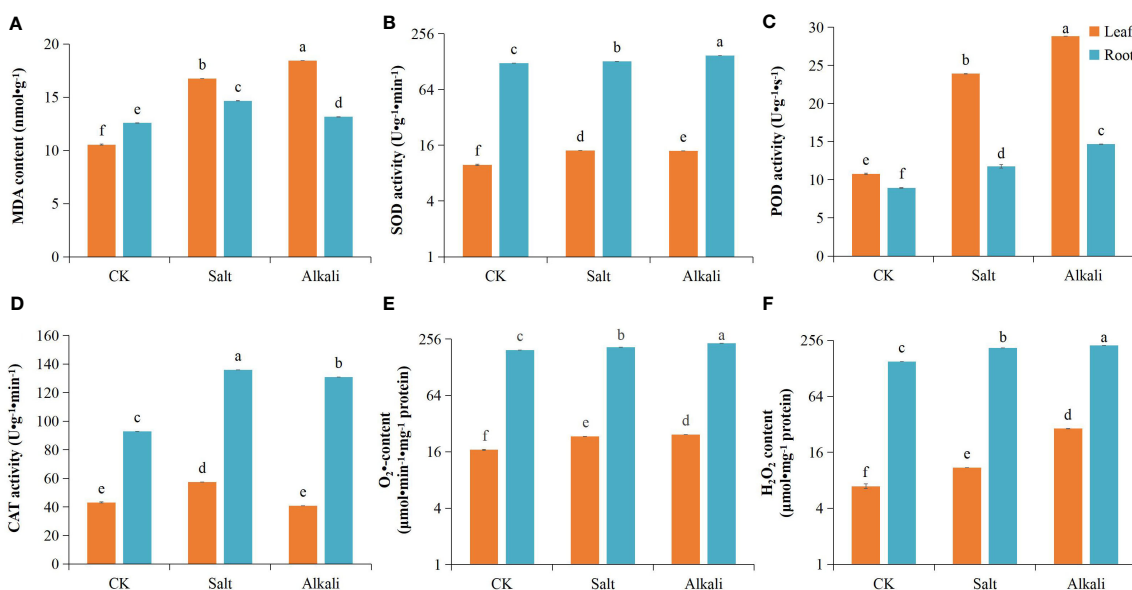 A
MDA content (nmol•g⁻¹)
20
15
10
5
0
f
e
b
c
a
d
CK
Salt
Alkali
B
SOD activity (U•g⁻¹•min⁻¹)
256
64
16
4
1
f
c
d
b
e
a
CK
Salt
Alkali
C
POD activity (U•g⁻¹•s⁻¹)
30
25
20
15
10
5
0
e
f
b
d
a
c
Leaf
Root
CK
Salt
Alkali
D
CAT activity (U•g⁻¹•min⁻¹)
160
140
120
100
80
60
40
20
0
e
c
d
a
e
b
CK
Salt
Alkali
E
O₂•-content
(μmol•min⁻¹•mg⁻¹ protein)
256
64
16
4
1
f
c
e
b
d
a
CK
Salt
Alkali
F
H₂O₂ content
(μmol•mg⁻¹ protein)
256
64
16
4
1
f
c
e
b
d
a
CK
Salt
Alkali